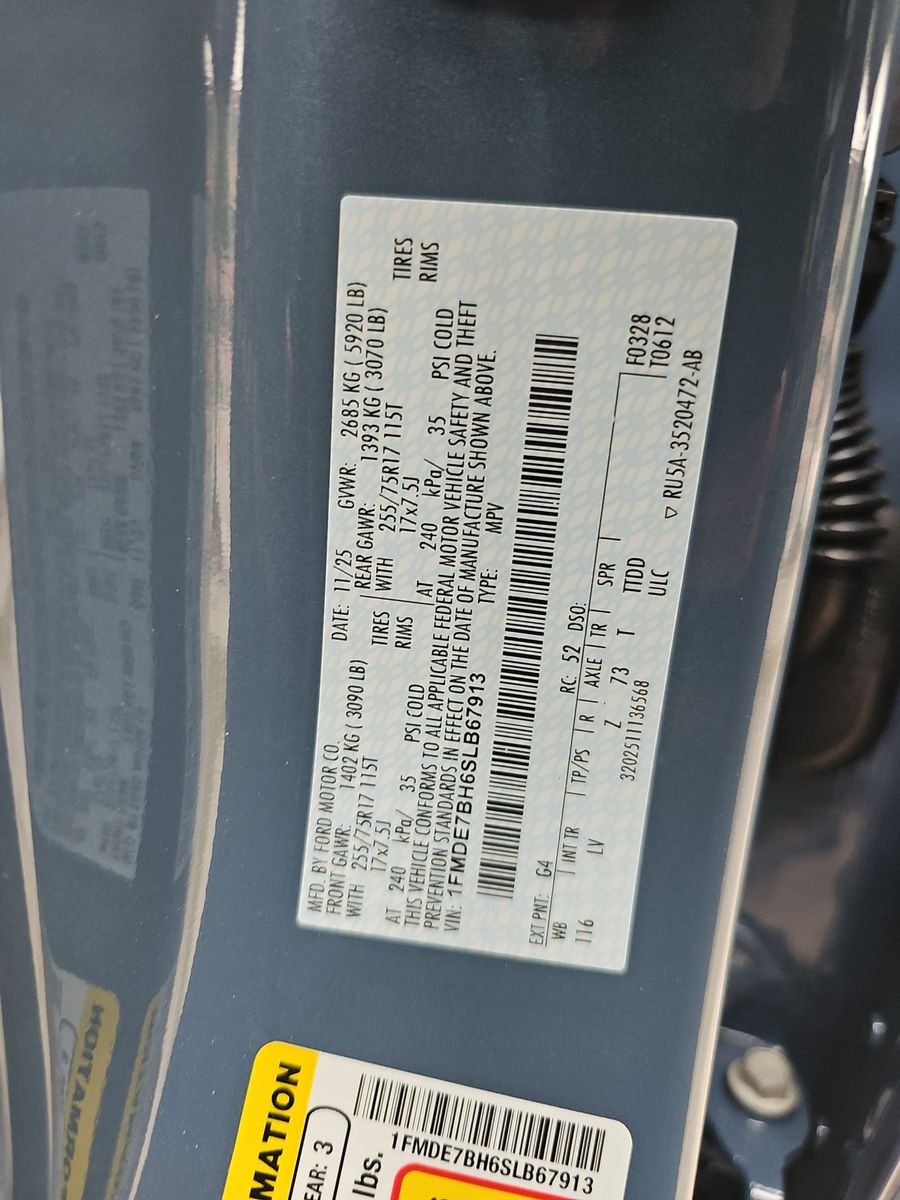 MFD. BY FORD MOTOR CO.
DATE: 11/25 GVWR: 2685 KG ( 5920 LB)
FRONT GAWR: 1402 KG ( 3090 LB) REAR GAWR: 1393 KG ( 3070 LB)
WITH 255/75R17 115T TIRES WITH 255/75R17 115T TIRES
17x7.5J RIMS 17x7.5J RIMS
AT 240 kPa/ 35 PSI COLD AT 240 kPa/ 35 PSI COLD
THIS VEHICLE CONFORMS TO ALL APPLICABLE FEDERAL MOTOR VEHICLE SAFETY AND THEFT
PREVENTION STANDARDS IN EFFECT ON THE DATE OF MANUFACTURE SHOWN ABOVE.
VIN: 1FMDE7BH6SLB67913 TYPE: MPV
EXT PNT: G4 RC: 52 DSO:
WB INT TR TP/PS R AXLE TR SPR F0328
116 LV Z 73 T TIDD T0612
3202511136568 ULC
▽ RU5A-3520472-AB
MATION
EAR: 3
lbs.
1FMDE7BH6SLB67913